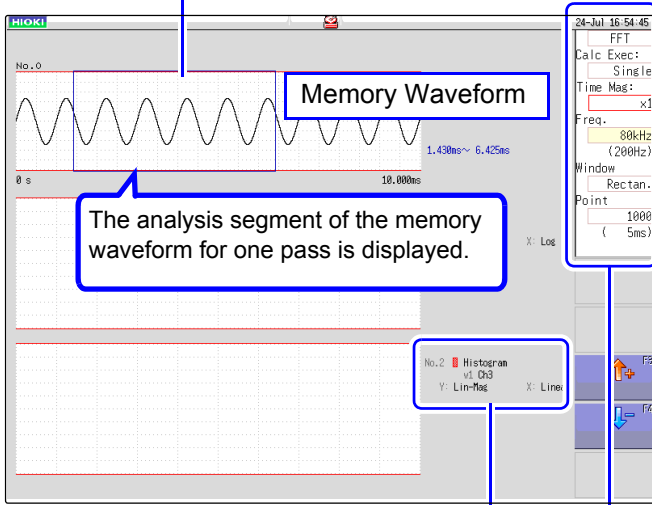 HIOKI
24-Jul 16:54:45
FFT
Calc Exec:
Single
Time Mag:
x1
Freq.
80kHz
(200Hz)
Window
Rectan.
Point
1000
( 5ms)
No.0
Memory Waveform
1.430ms~ 6.425ms
0 s
10.000ms
The analysis segment of the memory
waveform for one pass is displayed.
X: Log
No.2 Histogram
w1 Ch3
Y: Lin-Mag X: Linea